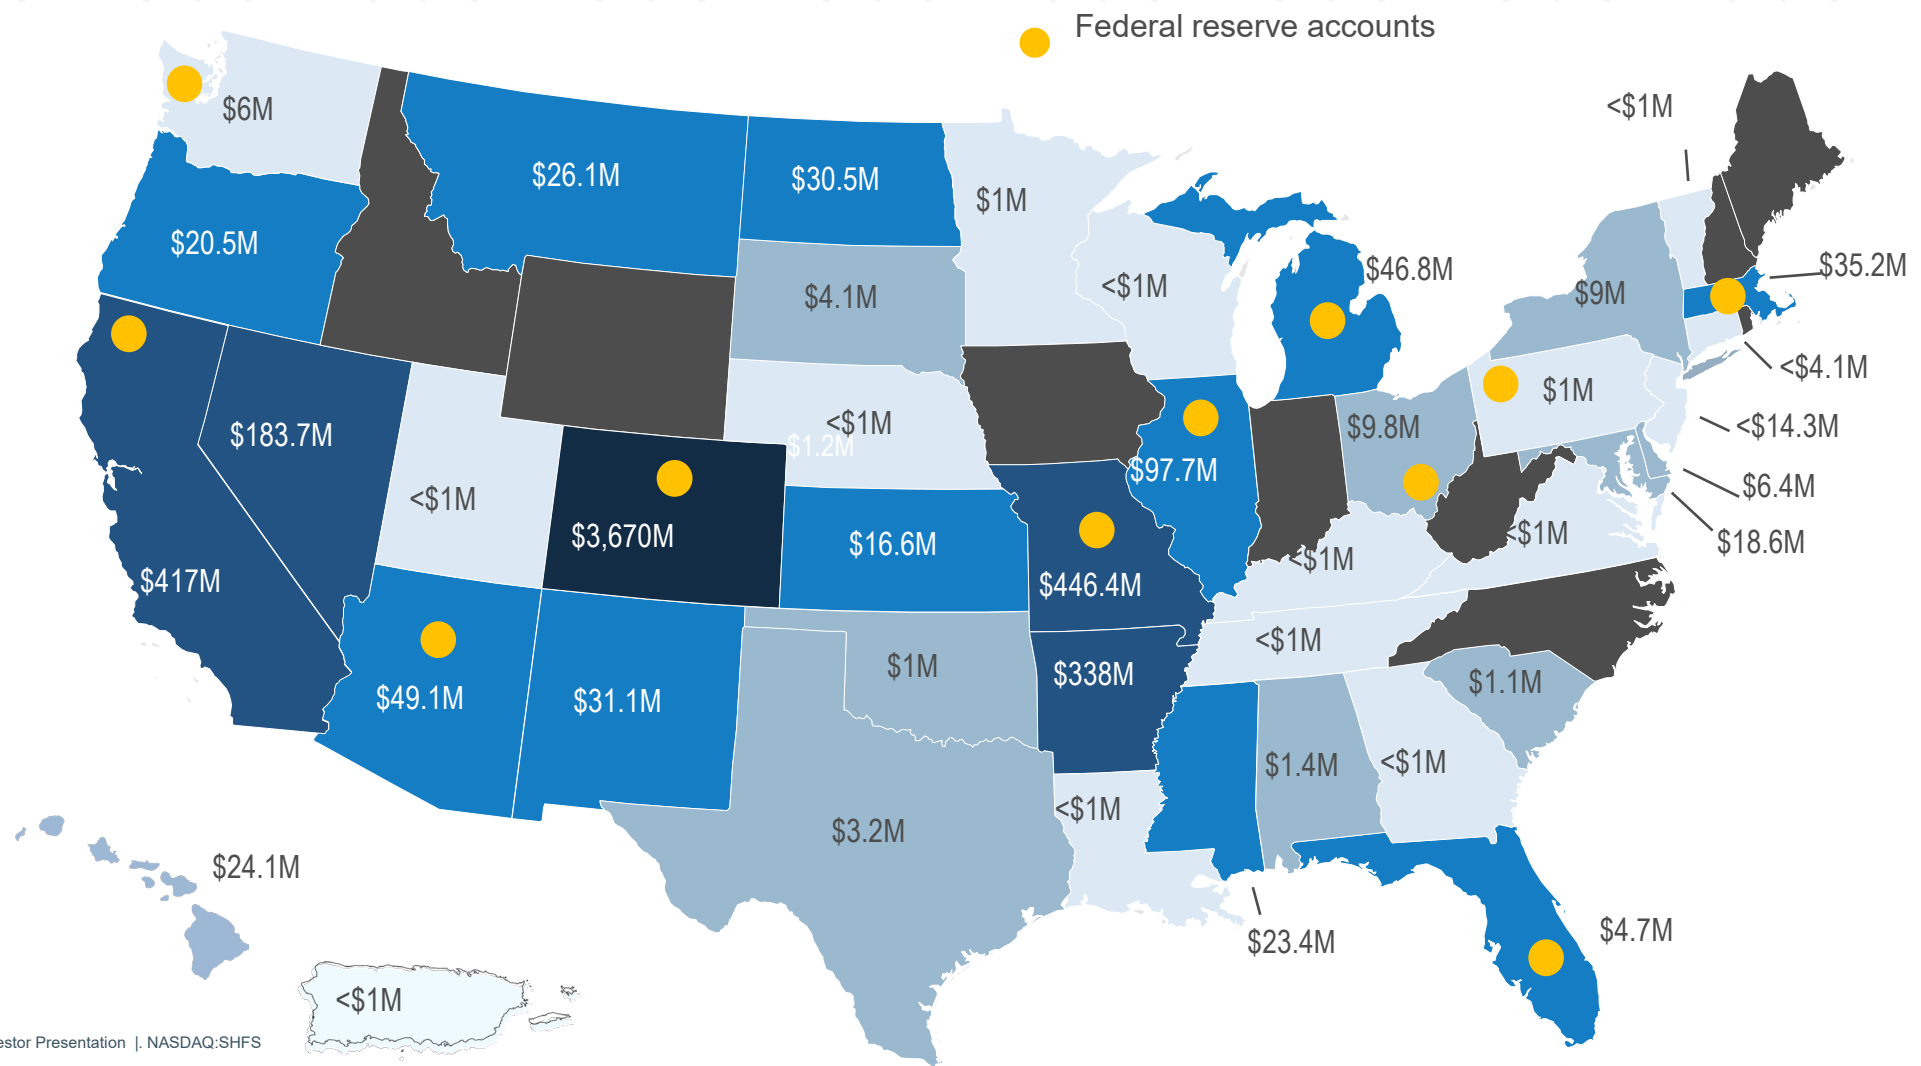 Federal reserve accounts
<$1M
$6M
$26.1M
$30.5M
$1M
$20.5M
$46.8M
$35.2M
<$1M
$9M
$4.1M
<$4.1M
$1M
<$1M
$1.2M
$9.8M
<$14.3M
$183.7M
$97.7M
$6.4M
<$1M
$3,670M
$16.6M
<$1M
$18.6M
<$1M
$417M
$446.4M
<$1M
$338M
$1M
$1.1M
$49.1M
$31.1M
$1.4M
<$1M
<$1M
$3.2M
$24.1M
$23.4M
$4.7M
<$1M
estor Presentation |. NASDAQ:SHFS